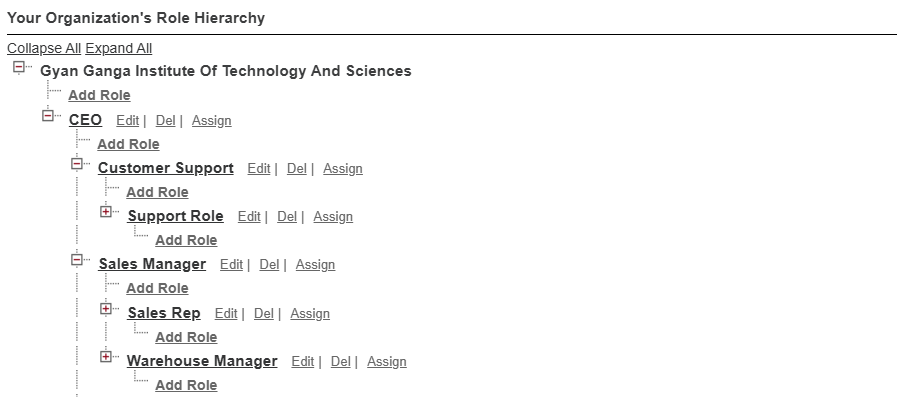 Your Organization's Role Hierarchy
Collapse All Expand All
Gyan Ganga Institute Of Technology And Sciences
Add Role
CEO Edit | Del | Assign
Add Role
Customer Support Edit | Del | Assign
Add Role
Support Role Edit | Del | Assign
Add Role
Sales Manager Edit | Del | Assign
Add Role
Sales Rep Edit | Del | Assign
Add Role
Warehouse Manager Edit | Del | Assign
Add Role